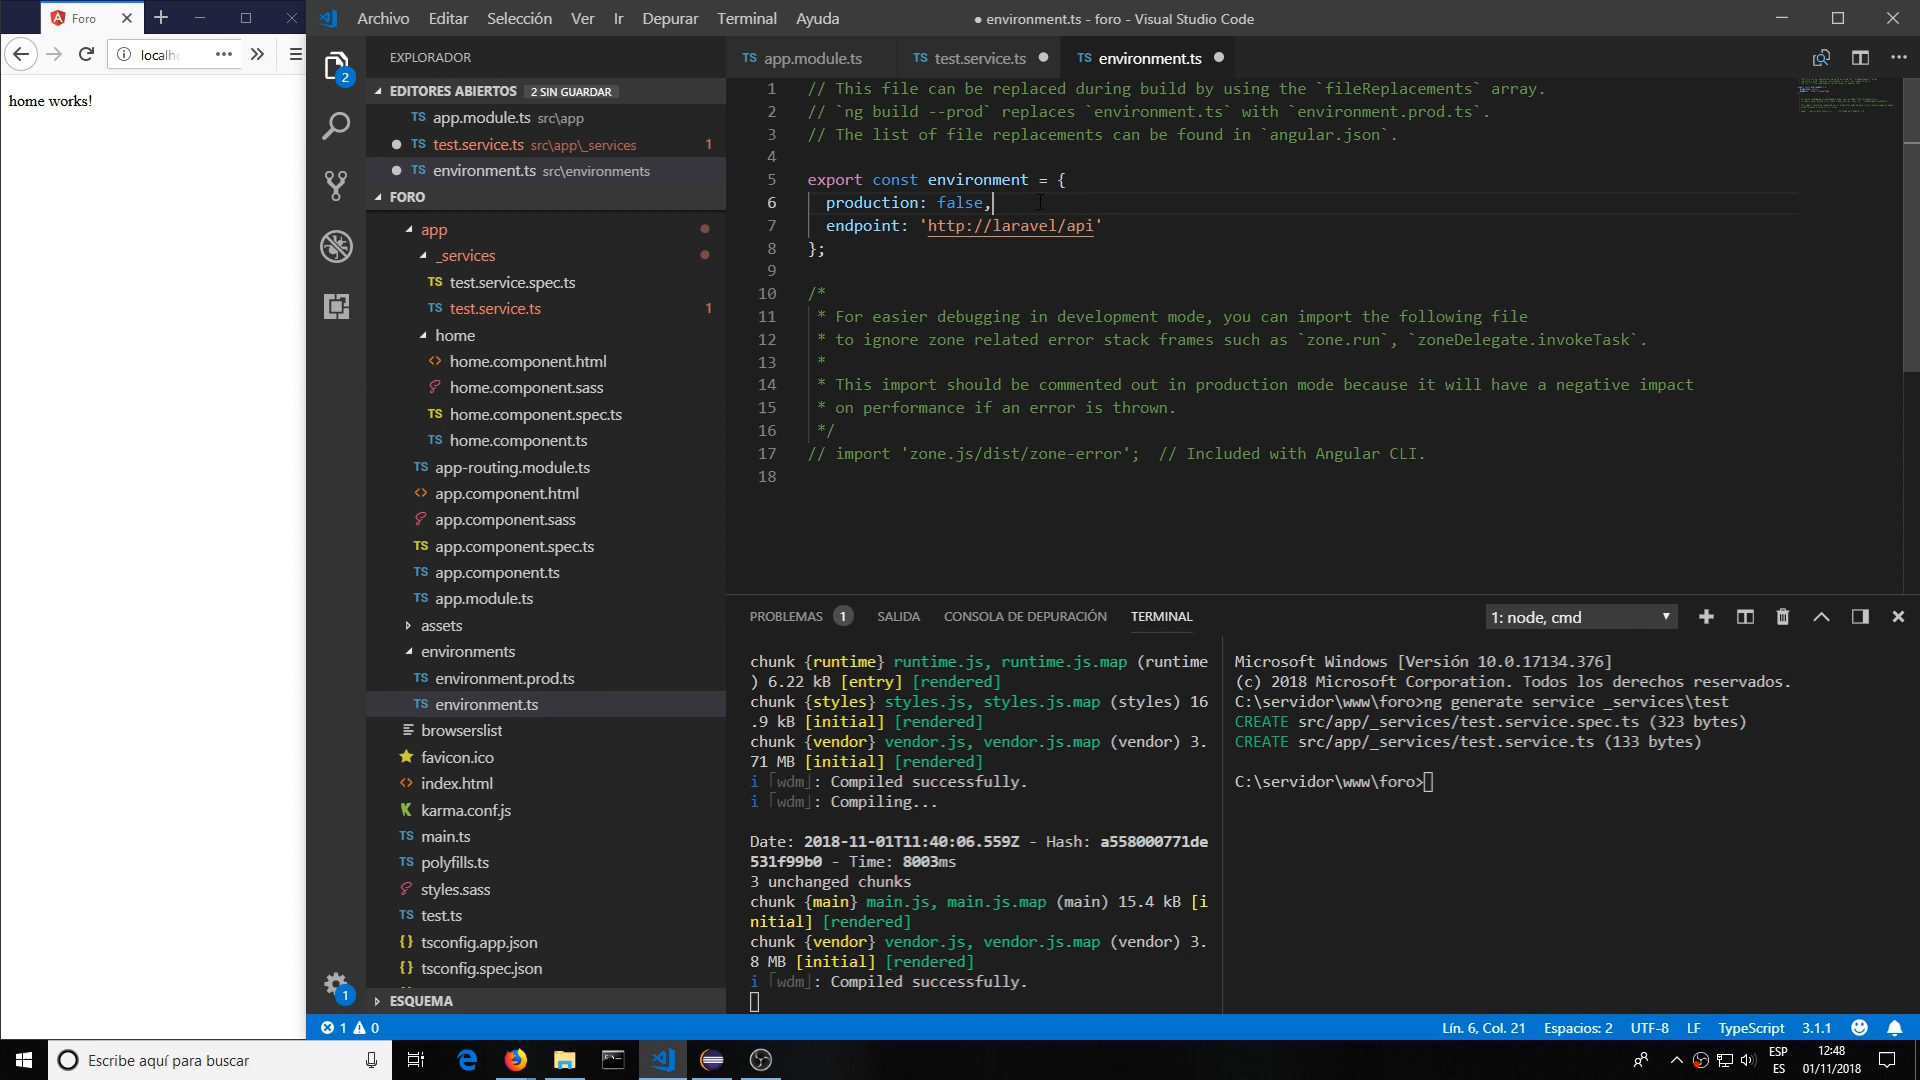 Foro
localh
home works!
Archivo Editar Selección Ver Ir Depurar Terminal Ayuda
● environment.ts - foro - Visual Studio Code
EXPLORADOR
EDITORES ABIERTOS 2 SIN GUARDAR
TS app.module.ts src\app
TS test.service.ts src\app\_services 1
TS environment.ts src\environments
FORO
app
_services
TS test.service.spec.ts
TS test.service.ts 1
home
<> home.component.html
home.component.sass
TS home.component.spec.ts
TS home.component.ts
TS app-routing.module.ts
<> app.component.html
app.component.sass
TS app.component.spec.ts
TS app.component.ts
TS app.module.ts
assets
environments
TS environment.prod.ts
TS environment.ts
browserslist
favicon.ico
<> index.html
karma.conf.js
TS main.ts
TS polyfills.ts
styles.sass
TS test.ts
{} tsconfig.app.json
{} tsconfig.spec.json
ESQUEMA
2
1
TS app.module.ts TS test.service.ts TS environment.ts
1 // This file can be replaced during build by using the `fileReplacements` array.
2 // `ng build --prod` replaces `environment.ts` with `environment.prod.ts`.
3 // The list of file replacements can be found in `angular.json`.
4
5 export const environment = {
6 production: false,
7 endpoint: 'http://laravel/api'
8 };
9
10 /*
11 * For easier debugging in development mode, you can import the following file
12 * to ignore zone related error stack frames such as `zone.run`, `zoneDelegate.invokeTask`.
13 *
14 * This import should be commented out in production mode because it will have a negative impact
15 * on performance if an error is thrown.
16 */
17 // import 'zone.js/dist/zone-error';  // Included with Angular CLI.
18
PROBLEMAS 1 SALIDA CONSOLA DE DEPURACIÓN TERMINAL 1: node, cmd
chunk {runtime} runtime.js, runtime.js.map (runtime
) 6.22 kB [entry] [rendered]
chunk {styles} styles.js, styles.js.map (styles) 16
.9 kB [initial] [rendered]
chunk {vendor} vendor.js, vendor.js.map (vendor) 3.
71 MB [initial] [rendered]
i ｢wdm｣: Compiled successfully.
i ｢wdm｣: Compiling...
Date: 2018-11-01T11:40:06.559Z - Hash: a558000771de
531f99b0 - Time: 8003ms
3 unchanged chunks
chunk {main} main.js, main.js.map (main) 15.4 kB [i
nitial] [rendered]
chunk {vendor} vendor.js, vendor.js.map (vendor) 3.
8 MB [initial] [rendered]
i ｢wdm｣: Compiled successfully.
Microsoft Windows [Versión 10.0.17134.376]
(c) 2018 Microsoft Corporation. Todos los derechos reservados.
C:\servidor\www\foro>ng generate service _services\test
CREATE src/app/_services/test.service.spec.ts (323 bytes)
CREATE src/app/_services/test.service.ts (133 bytes)
C:\servidor\www\foro>
1 0 Lín. 6, Col. 21 Espacios: 2 UTF-8 LF TypeScript 3.1.1
Escribe aquí para buscar
ESP
ES
12:48
01/11/2018